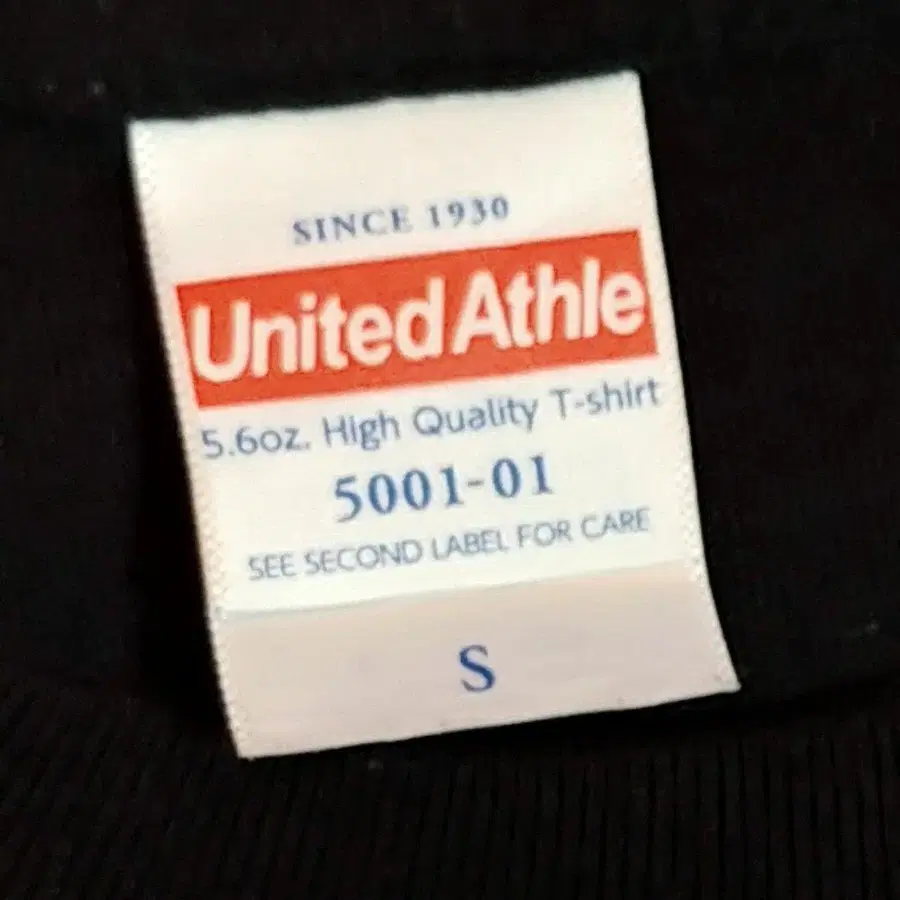 SINCE 1930
United Athle
5.6oz. High Quality T-shirt
5001-01
SEE SECOND LABEL FOR CARE
S